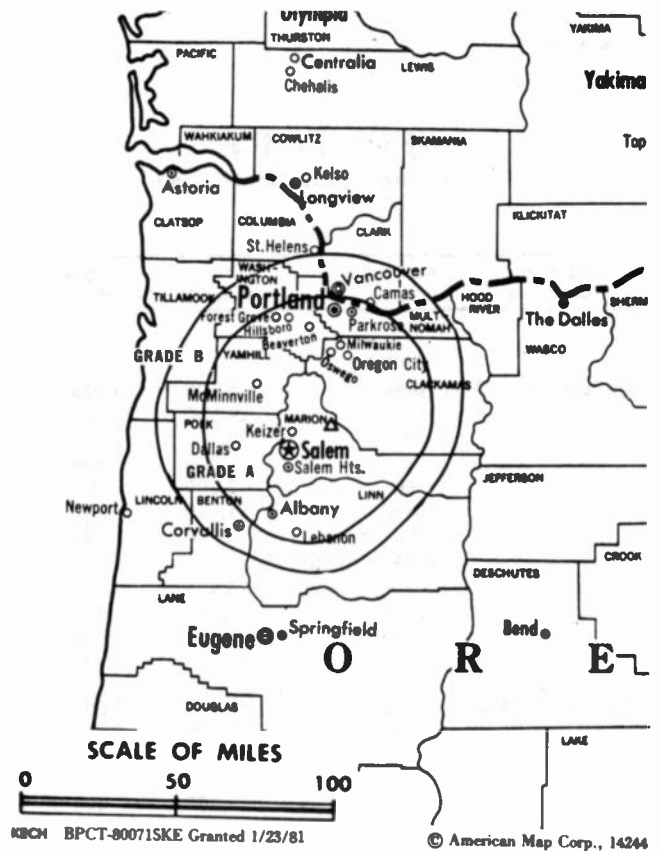 Olympia
THURSTON
YAKIMA
PACIFIC
Centralia
LEWIS
Chehalis
Yakima
WAHKIAKUM
COWLITZ
SKAMANIA
Top
Kelso
Astoria
Longview
CLATSOP
COLUMBIA
KLICKITAT
CLARK
St. Helens
WASH-
INGTON
Vancouver
TILLAMOOK
Portland
Camas
HOOD
RIVER
SHERM
Forest Grove
Parkrose
MULT
NOMAH
The Dalles
Hillsboro
Beaverton
Milwaukie
WASCO
GRADE B
YAMHILL
Oswego
Oregon City
CLACKAMAS
McMinnville
MARION
POLK
Keizer
Dallas
Salem
GRADE A
Salem Hts.
JEFFERSON
LINCOLN
BENTON
LINN
Newport
Albany
Corvallis
Lebanon
CROOK
DESCHUTES
LANE
Eugene
Springfield
Bend
O R E
DOUGLAS
LAKE
SCALE OF MILES
0 50 100
KECH BPCT-80071SKE Granted 1/23/81
© American Map Corp., 14244